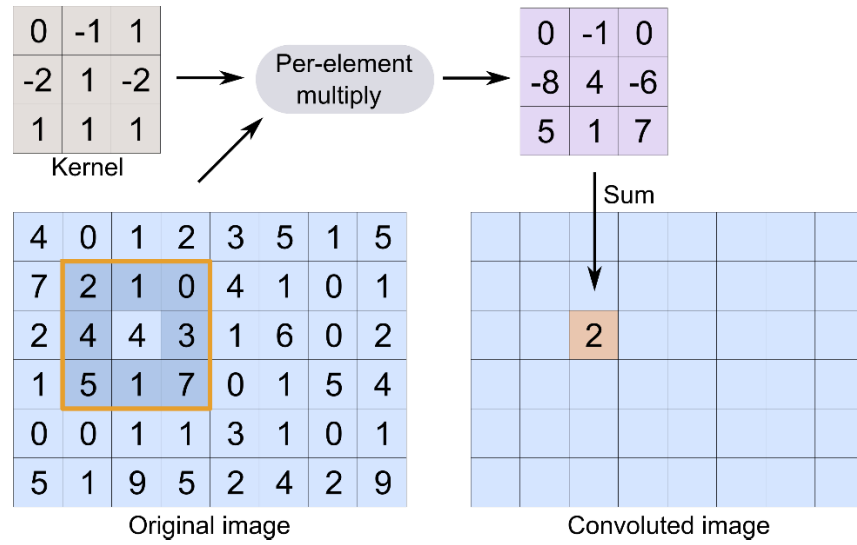 0 -1 1
-2 1 -2
1 1 1
Kernel
Per-element
multiply
0 -1 0
-8 4 -6
5 1 7
Sum
4 0 1 2 3 5 1 5
7 2 1 0 4 1 0 1
2 4 4 3 1 6 0 2
1 5 1 7 0 1 5 4
0 0 1 1 3 1 0 1
5 1 9 5 2 4 2 9
Original image
2
Convoluted image